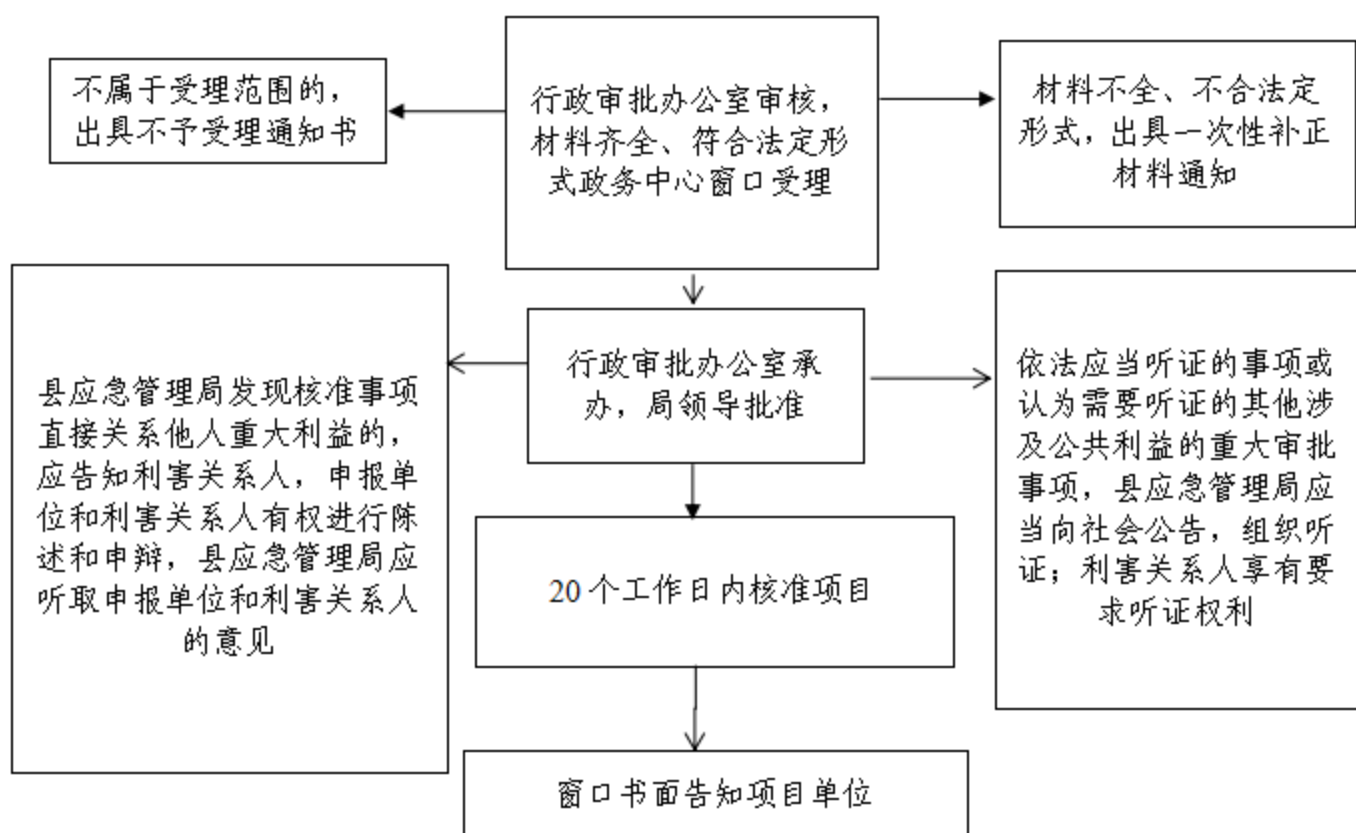 不属于受理范围的，
出具不予受理通知书
行政审批办公室审核，
材料齐全、符合法定形
式政务中心窗口受理
材料不全、不合法定
形式，出具一次性补正
材料通知
县应急管理局发现核准事项
直接关系他人重大利益的，
应告知利害关系人，申报单
位和利害关系人有权进行陈
述和申辩，县应急管理局应
听取申报单位和利害关系人
的意见
行政审批办公室承
办，局领导批准
依法应当听证的事项或
认为需要听证的其他涉
及公共利益的重大审批
事项，县应急管理局应
当向社会公告，组织听
证；利害关系人享有要
求听证权利
20个工作日内核准项目
窗口书面告知项目单位